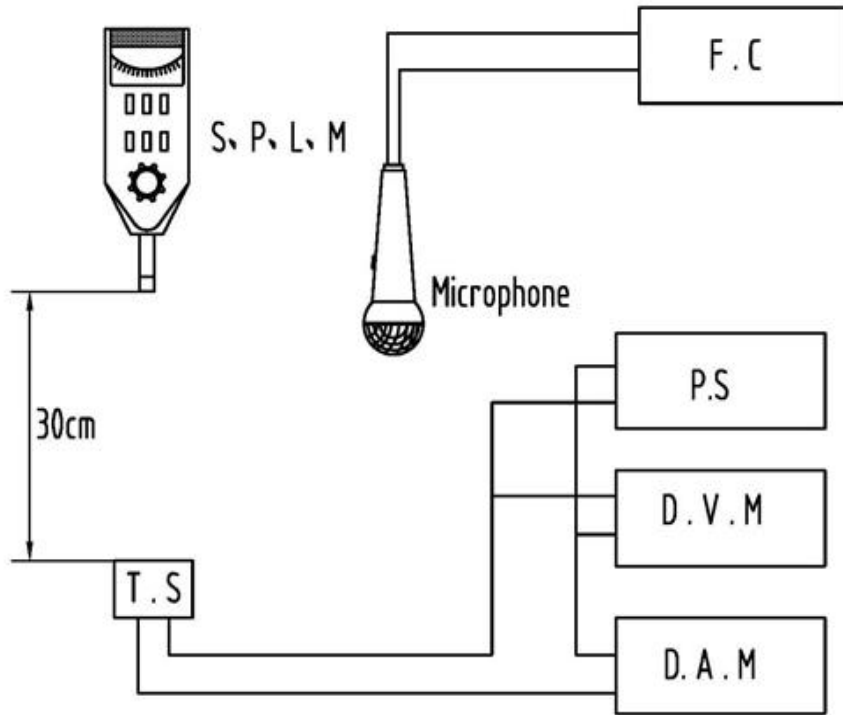 F.C
S、P、L、M
Microphone
30cm
P.S
D.V.M
T.S
D.A.M